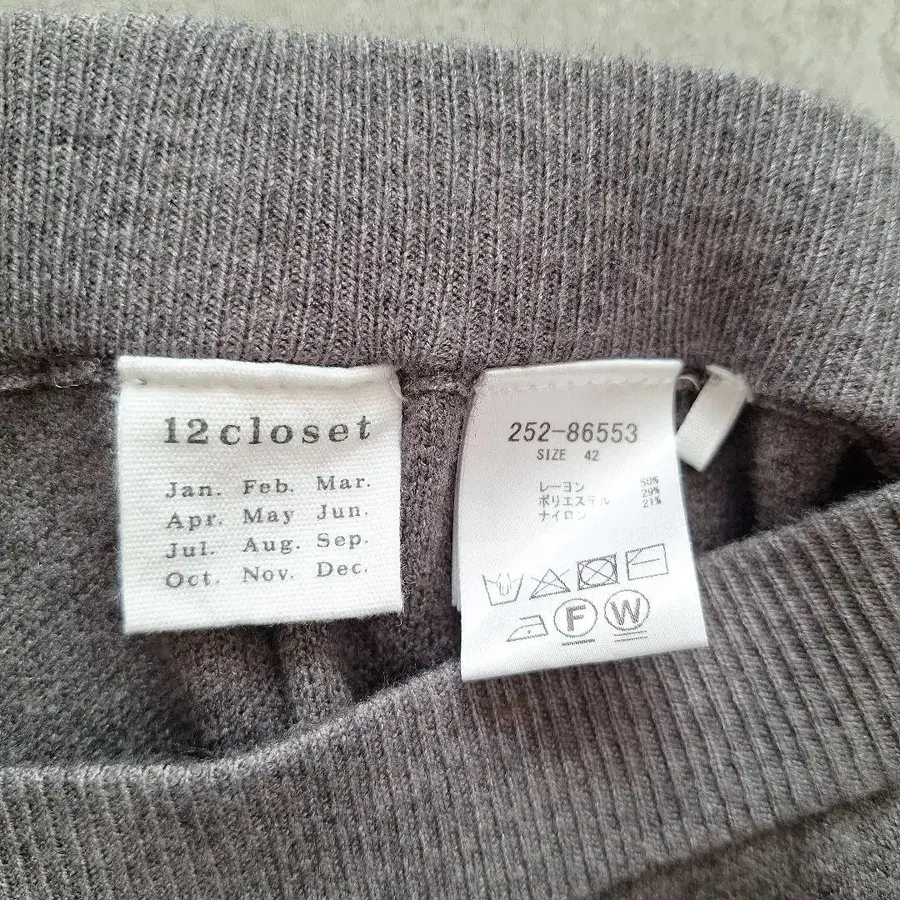 12closet
Jan. Feb. Mar.
Apr. May Jun.
Jul. Aug. Sep.
Oct. Nov. Dec.
252-86553
SIZE 42
レーヨン 50%
ポリエステル 29%
ナイロン 21%
F W